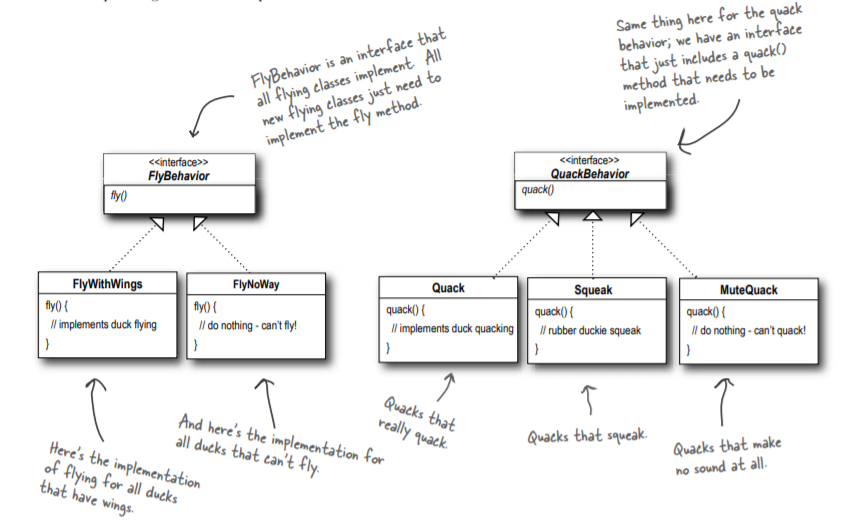 FlyBehavior is an interface that
all flying classes implement. All
new flying classes just need to
implement the fly method.
Same thing here for the quack
behavior; we have an interface
that just includes a quack()
method that needs to be
implemented.
<<interface>>
FlyBehavior
fly()
<<interface>>
QuackBehavior
quack()
FlyWithWings
fly() {
// implements duck flying
}
FlyNoWay
fly() {
// do nothing - can't fly!
}
Quack
quack() {
// implements duck quacking
}
Squeak
quack() {
// rubber duckie squeak
}
MuteQuack
quack() {
// do nothing - can't quack!
}
Here's the implementation
of flying for all ducks
that have wings.
And here's the implementation for
all ducks that can't fly.
Quacks that
really quack.
Quacks that squeak.
Quacks that make
no sound at all.